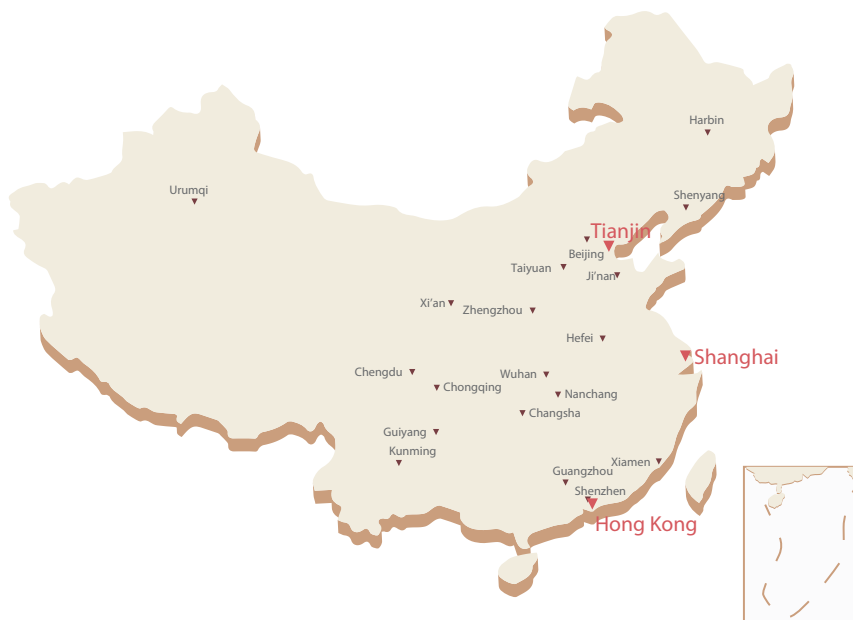 Harbin
Urumqi
Shenyang
Tianjin
Beijing
Taiyuan
Ji’nan
Xi’an
Zhengzhou
Hefei
Shanghai
Chengdu
Wuhan
Chongqing
Nanchang
Changsha
Guiyang
Kunming
Xiamen
Guangzhou
Shenzhen
Hong Kong